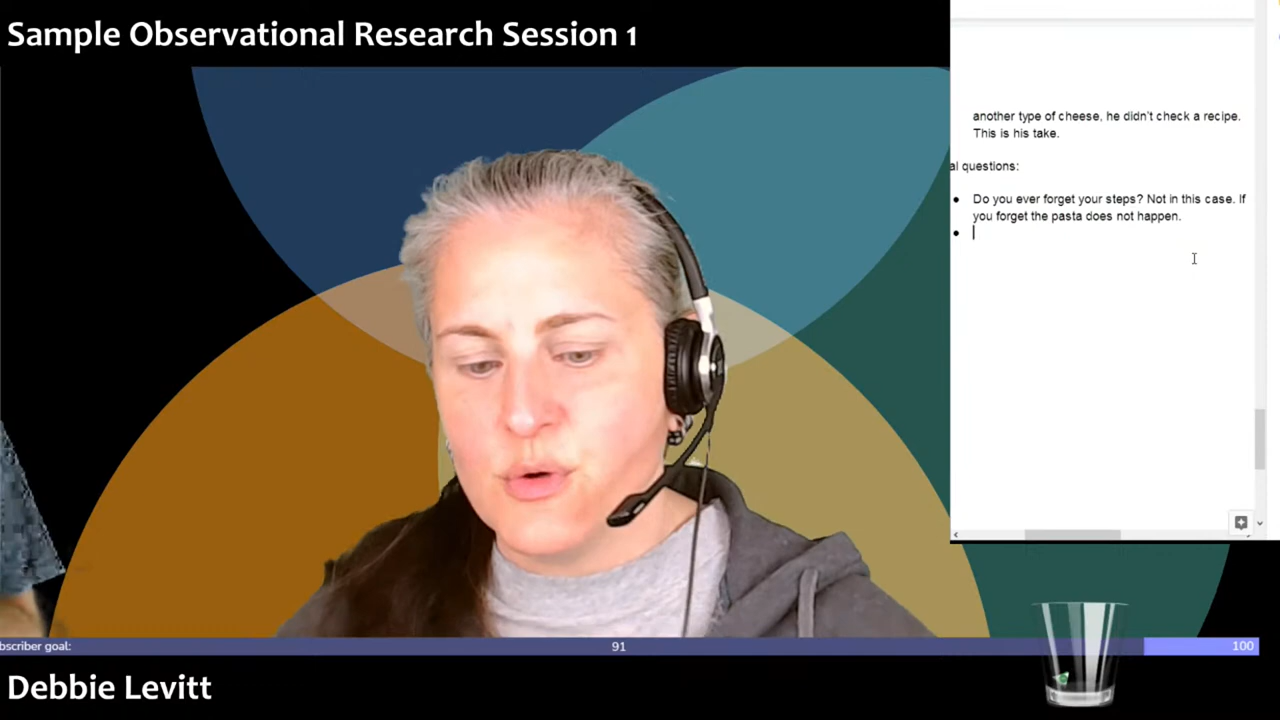 Sample Observational Research Session 1
another type of cheese, he didn't check a recipe.
This is his take.
al questions:
Do you ever forget your steps? Not in this case. If
you forget the pasta does not happen.
bscriber goal:
91
100
Debbie Levitt